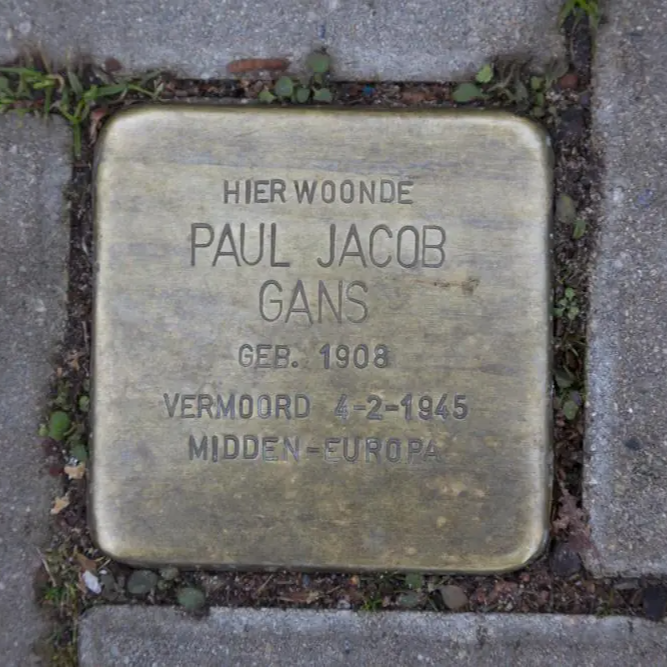 HIER WOONDE
PAUL JACOB
GANS
GEB. 1908
VERMOORD 4-2-1945
MIDDEN-EUROPA